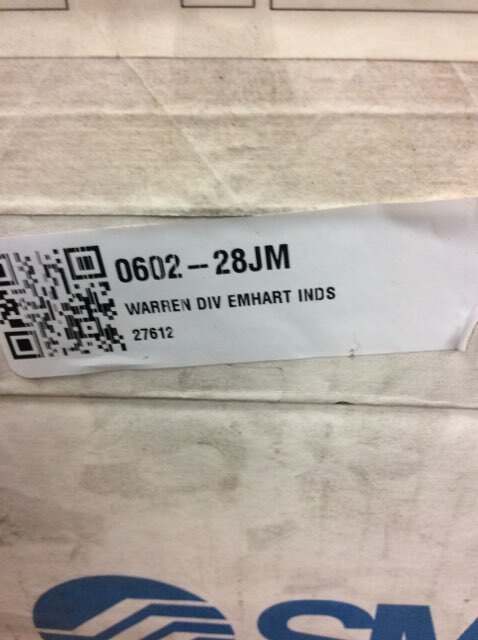 0602--28JM
WARREN DIV EMHART INDS
27612